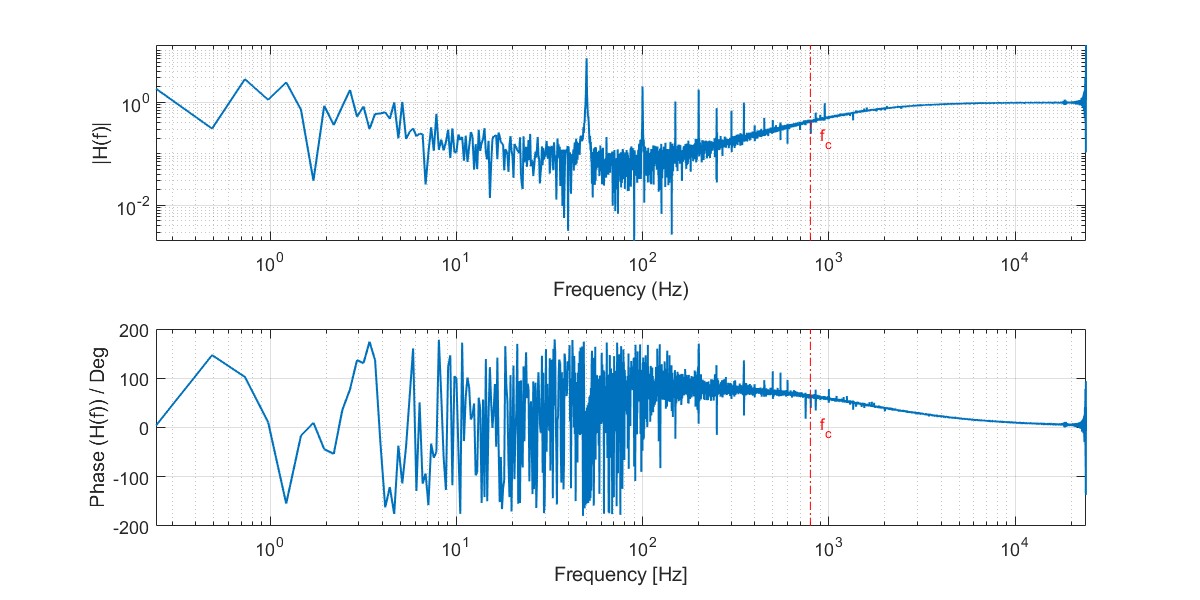 |H(f)|
10^0
10^-2
f_c
10^0 10^1 10^2 10^3 10^4
Frequency (Hz)
Phase (H(f)) / Deg
200
100
0
-100
-200
f_c
10^0 10^1 10^2 10^3 10^4
Frequency [Hz]